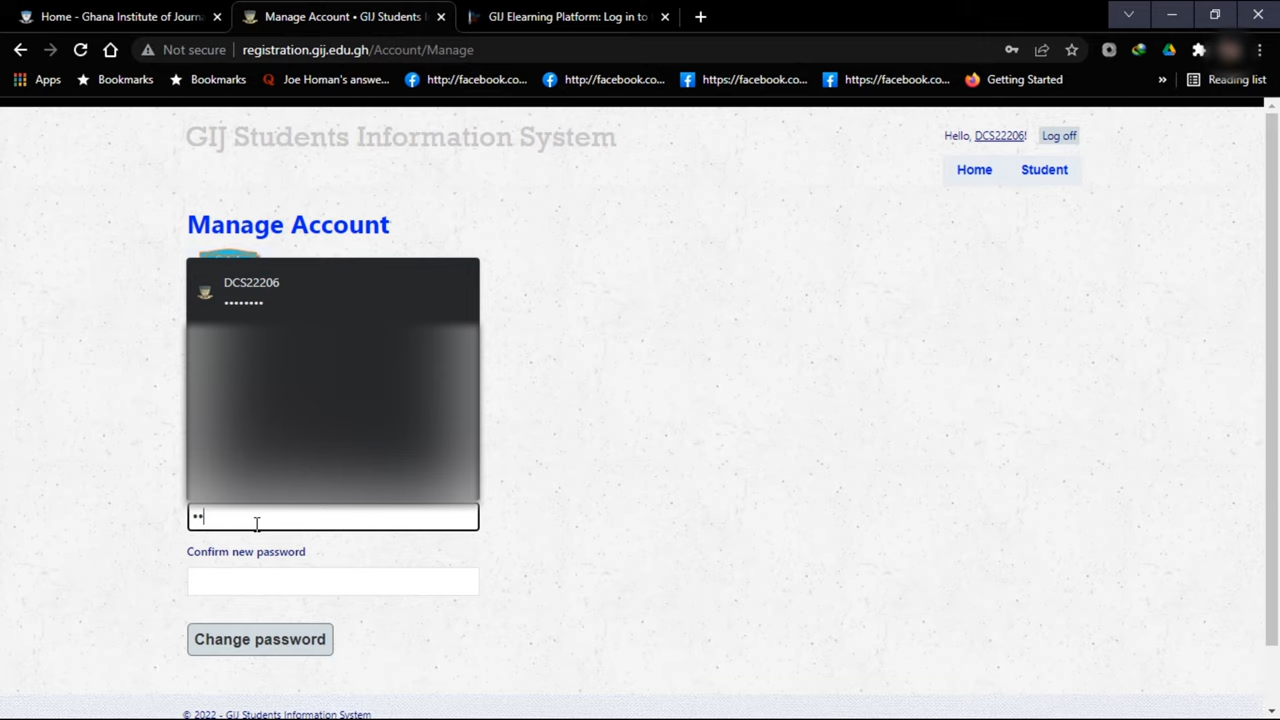 Home - Ghana Institute of Journa
Manage Account • GIJ Students I
GIJ Elearning Platform: Log in to t
Not secure
registration.gij.edu.gh/Account/Manage
Apps
Bookmarks
Bookmarks
Joe Homan's answe...
http://facebook.co...
http://facebook.co...
https://facebook.co...
https://facebook.co...
Getting Started
»
Reading list
GIJ Students Information System
Hello, DCS22206!
Log off
Home
Student
Manage Account
DCS22206
••••••••
••
Confirm new password
Change password
© 2022 - GIJ Students Information System